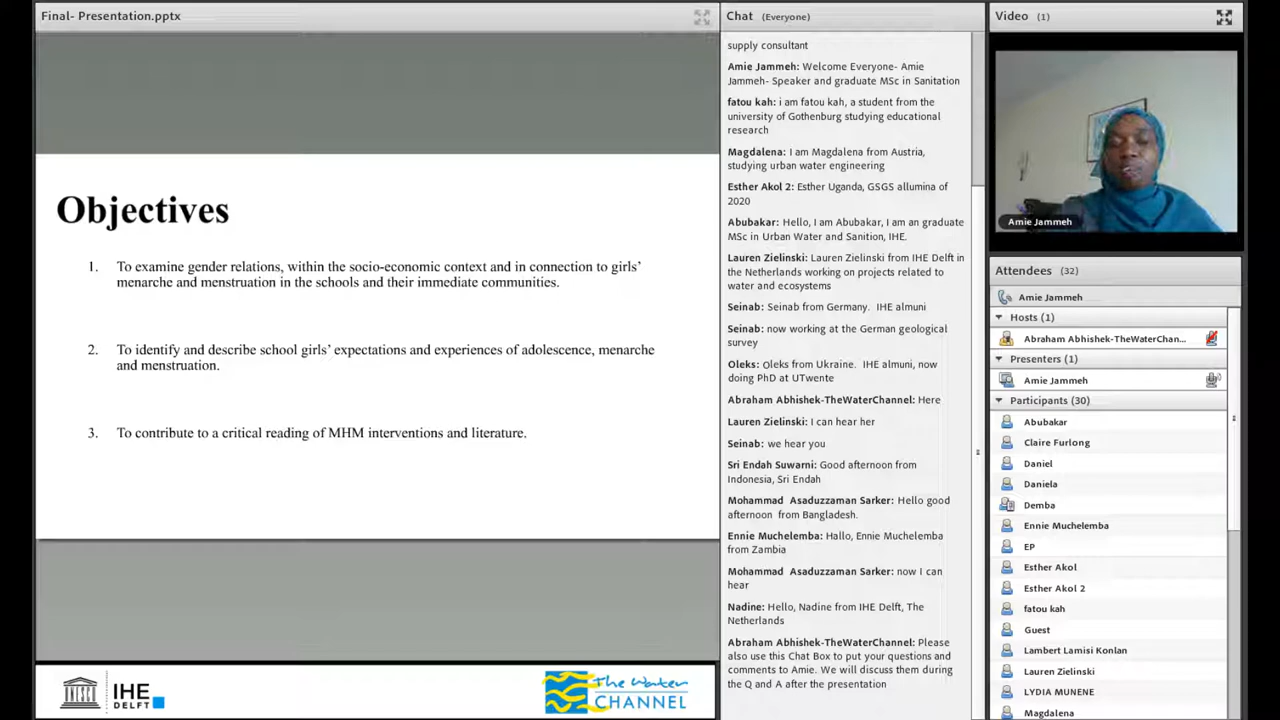 Final- Presentation.pptx
Objectives
1. To examine gender relations, within the socio-economic context and in connection to girls’
menarche and menstruation in the schools and their immediate communities.
2. To identify and describe school girls’ expectations and experiences of adolescence, menarche
and menstruation.
3. To contribute to a critical reading of MHM interventions and literature.
IHE
DELFT
The Water
CHANNEL
Chat (Everyone)
supply consultant
Amie Jammeh: Welcome Everyone- Amie
Jammeh- Speaker and graduate MSc in Sanitation
fatou kah: i am fatou kah, a student from the
university of Gothenburg studying educational
research
Magdalena: I am Magdalena from Austria,
studying urban water engineering
Esther Akol 2: Esther Uganda, GSGS allumina of
2020
Abubakar: Hello, I am Abubakar, I am an graduate
MSc in Urban Water and Sanition, IHE.
Lauren Zielinski: Lauren Zielinski from IHE Delft in
the Netherlands working on projects related to
water and ecosystems
Seinab: Seinab from Germany. IHE almuni
Seinab: now working at the German geological
survey
Oleks: Oleks from Ukraine. IHE almuni, now
doing PhD at UTwente
Abraham Abhishek-TheWaterChannel: Here
Lauren Zielinski: I can hear her
Seinab: we hear you
Sri Endah Suwarni: Good afternoon from
Indonesia, Sri Endah
Mohammad Asaduzzaman Sarker: Hello good
afternoon from Bangladesh.
Ennie Muchelemba: Hallo, Ennie Muchelemba
from Zambia
Mohammad Asaduzzaman Sarker: now I can
hear
Nadine: Hello, Nadine from IHE Delft, The
Netherlands
Abraham Abhishek-TheWaterChannel: Please
also use this Chat Box to put your questions and
comments to Amie. We will discuss them during
the Q and A after the presentation
Video (1)
Amie Jammeh
Attendees (32)
Amie Jammeh
Hosts (1)
Abraham Abhishek-TheWaterChan...
Presenters (1)
Amie Jammeh
Participants (30)
Abubakar
Claire Furlong
Daniel
Daniela
Demba
Ennie Muchelemba
EP
Esther Akol
Esther Akol 2
fatou kah
Guest
Lambert Lamisi Konlan
Lauren Zielinski
LYDIA MUNENE
Magdalena